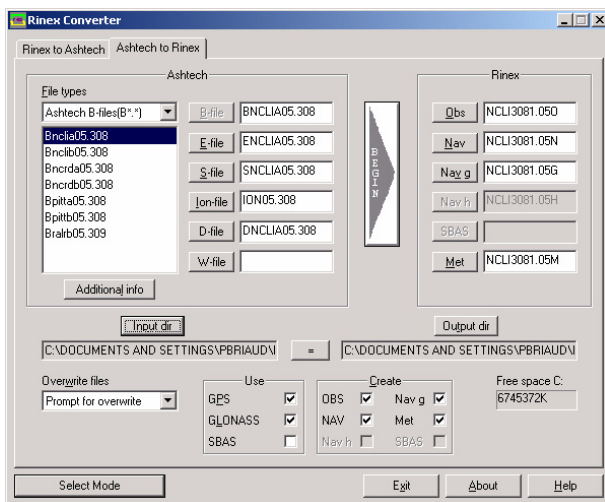 Rinex Converter
Rinex to Ashtech
Ashtech to Rinex
Ashtech
File types
Ashtech B-files(B*.*)
Bnclia05.308
Bnclib05.308
Bncrda05.308
Bncrdb05.308
Bpitta05.308
Bpittb05.308
Bralrb05.309
Additional info
B-file BNCLIA05.308
E-file ENCLIA05.308
S-file SNCLIA05.308
Ion-file ION05.308
D-file DNCLIA05.308
W-file
BEGIN
Rinex
Obs NCLI3081.05O
Nav NCLI3081.05N
Nav g NCLI3081.05G
Nav h NCLI3081.05H
SBAS
Met NCLI3081.05M
Input dir
Output dir
C:\DOCUMENTS AND SETTINGS\PBRIAUD\
=
C:\DOCUMENTS AND SETTINGS\PBRIAUD\
Overwrite files
Prompt for overwrite
Use
GPS
GLONASS
SBAS
Create
OBS Nav g
NAV Met
Nav h SBAS
Free space C:
6745372K
Select Mode
Exit
About
Help